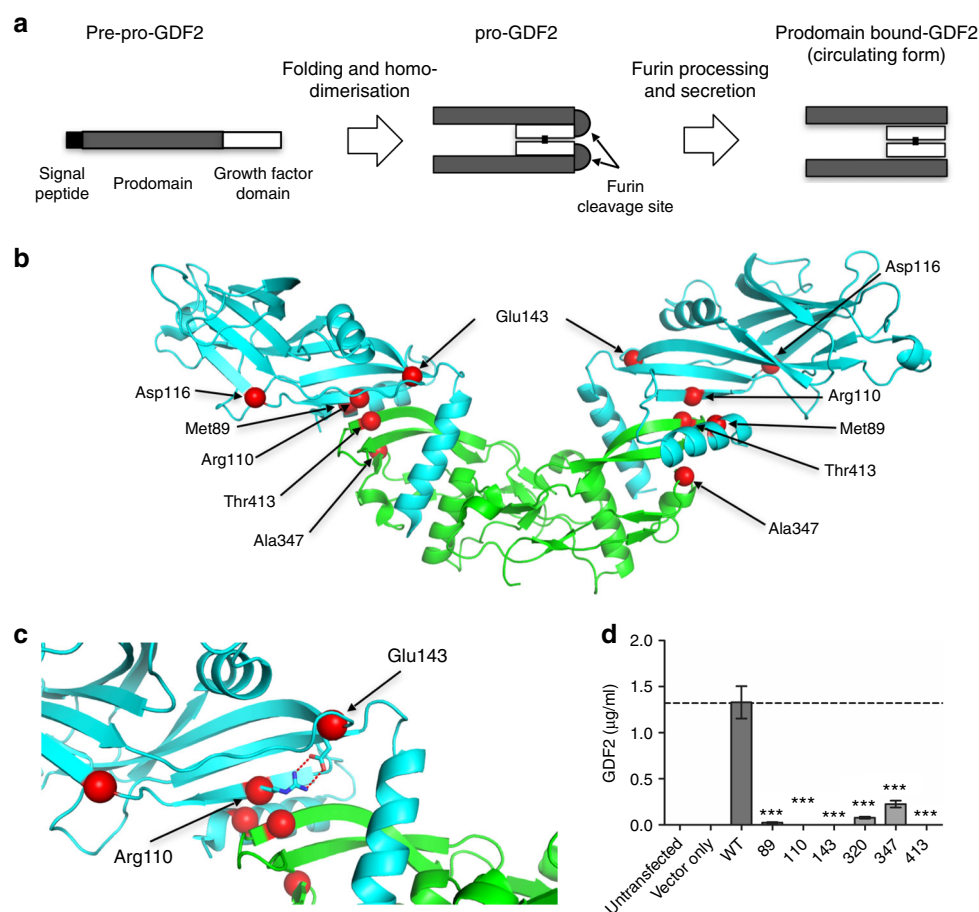 a
Pre-pro-GDF2
pro-GDF2
Prodomain bound-GDF2
(circulating form)
Folding and homo-
dimerisation
Furin processing
and secretion
Signal
peptide
Prodomain
Growth factor
domain
Furin
cleavage site
b
Glu143
Asp116
Asp116
Met89
Arg110
Thr413
Ala347
Arg110
Met89
Thr413
Ala347
c
Glu143
Arg110
d
GDF2 (µg/ml)
2.0
1.5
1.0
0.5
0.0
***
***
***
***
***
***
Untransfected
Vector only
WT
89
110
143
320
347
413